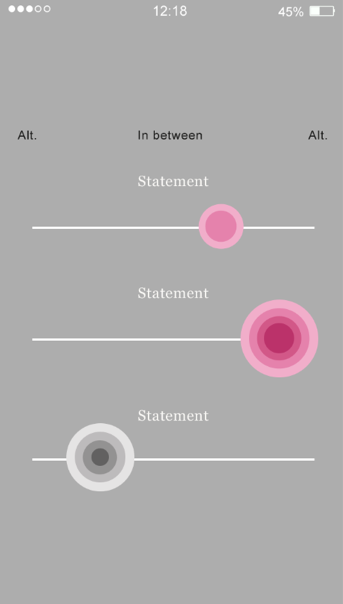 12:18
45%
Alt.
In between
Alt.
Statement
Statement
Statement